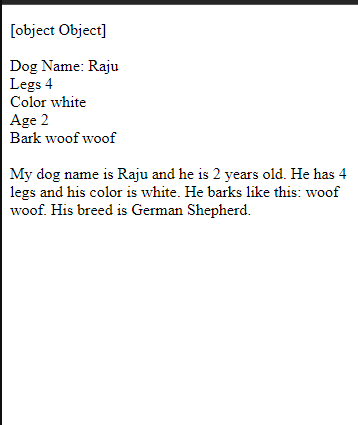 [object Object]
Dog Name: Raju
Legs 4
Color white
Age 2
Bark woof woof
My dog name is Raju and he is 2 years old. He has 4
legs and his color is white. He barks like this: woof
woof. His breed is German Shepherd.